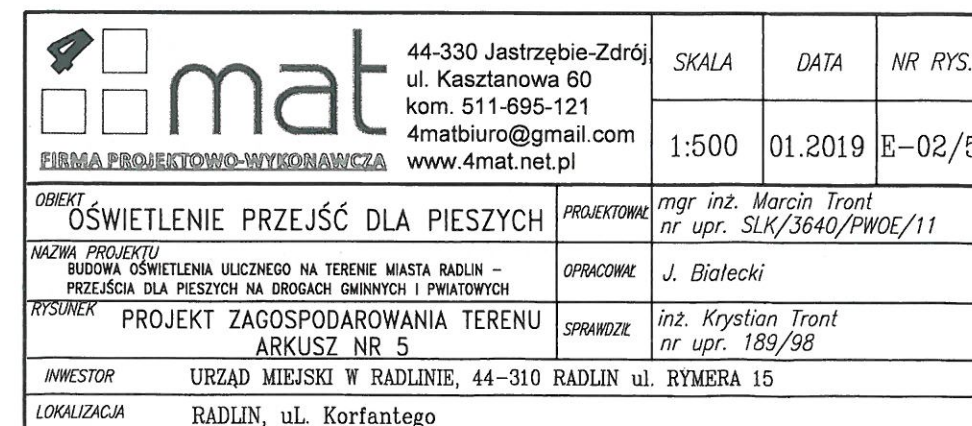 4 mat
FIRMA PROJEKTOWO-WYKONAWCZA
44-330 Jastrzębie-Zdrój,
ul. Kasztanowa 60
kom. 511-695-121
4matbiuro@gmail.com
www.4mat.net.pl
SKALA DATA NR RYS.
1:500 01.2019 E-02/5
OBIEKT
OŚWIETLENIE PRZEJŚĆ DLA PIESZYCH
PROJEKTOWAŁ
mgr inż. Marcin Tront
nr upr. SLK/3640/PWOE/11
NAZWA PROJEKTU
BUDOWA OŚWIETLENIA ULICZNEGO NA TERENIE MIASTA RADLIN –
PRZEJŚCIA DLA PIESZYCH NA DROGACH GMINNYCH I PWIATOWYCH
OPRACOWAŁ
J. Białecki
RYSUNEK
PROJEKT ZAGOSPODAROWANIA TERENU
ARKUSZ NR 5
SPRAWDZIŁ
inż. Krystian Tront
nr upr. 189/98
INWESTOR URZĄD MIEJSKI W RADLINIE, 44-310 RADLIN ul. RYMERA 15
LOKALIZACJA RADLIN, uL. Korfantego